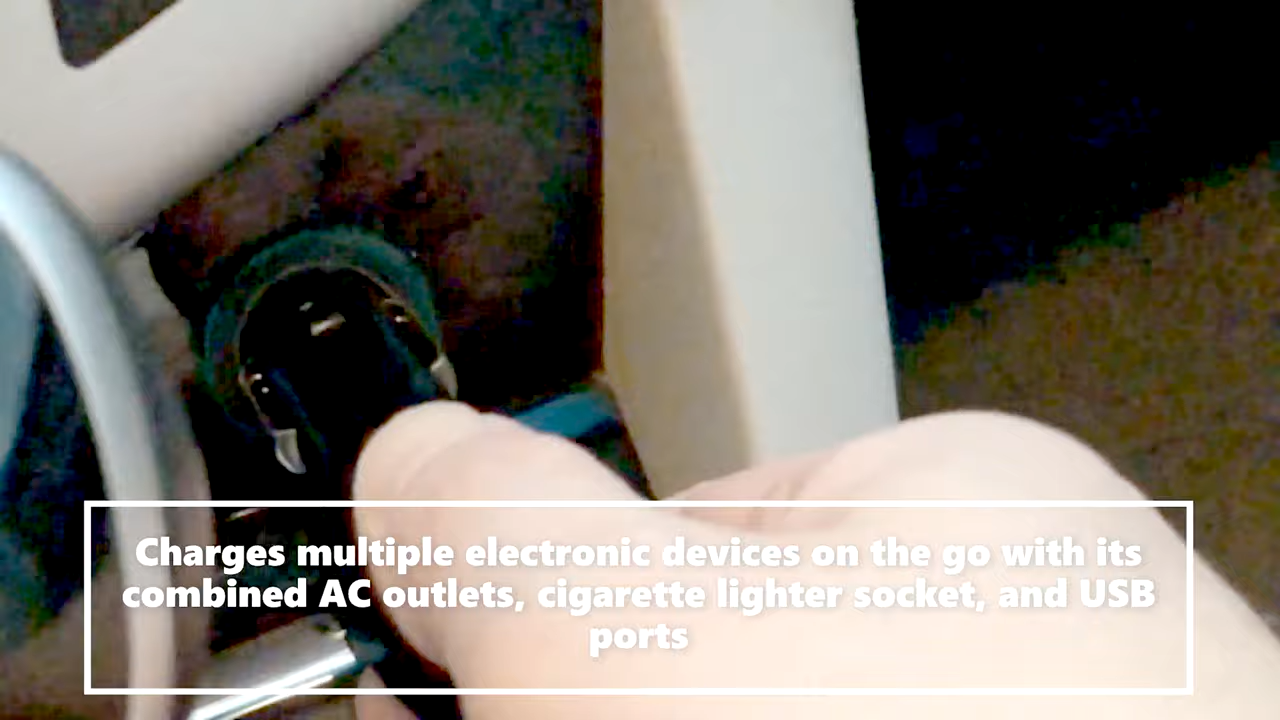 Charges multiple electronic devices on the go with its
combined AC outlets, cigarette lighter socket, and USB
ports